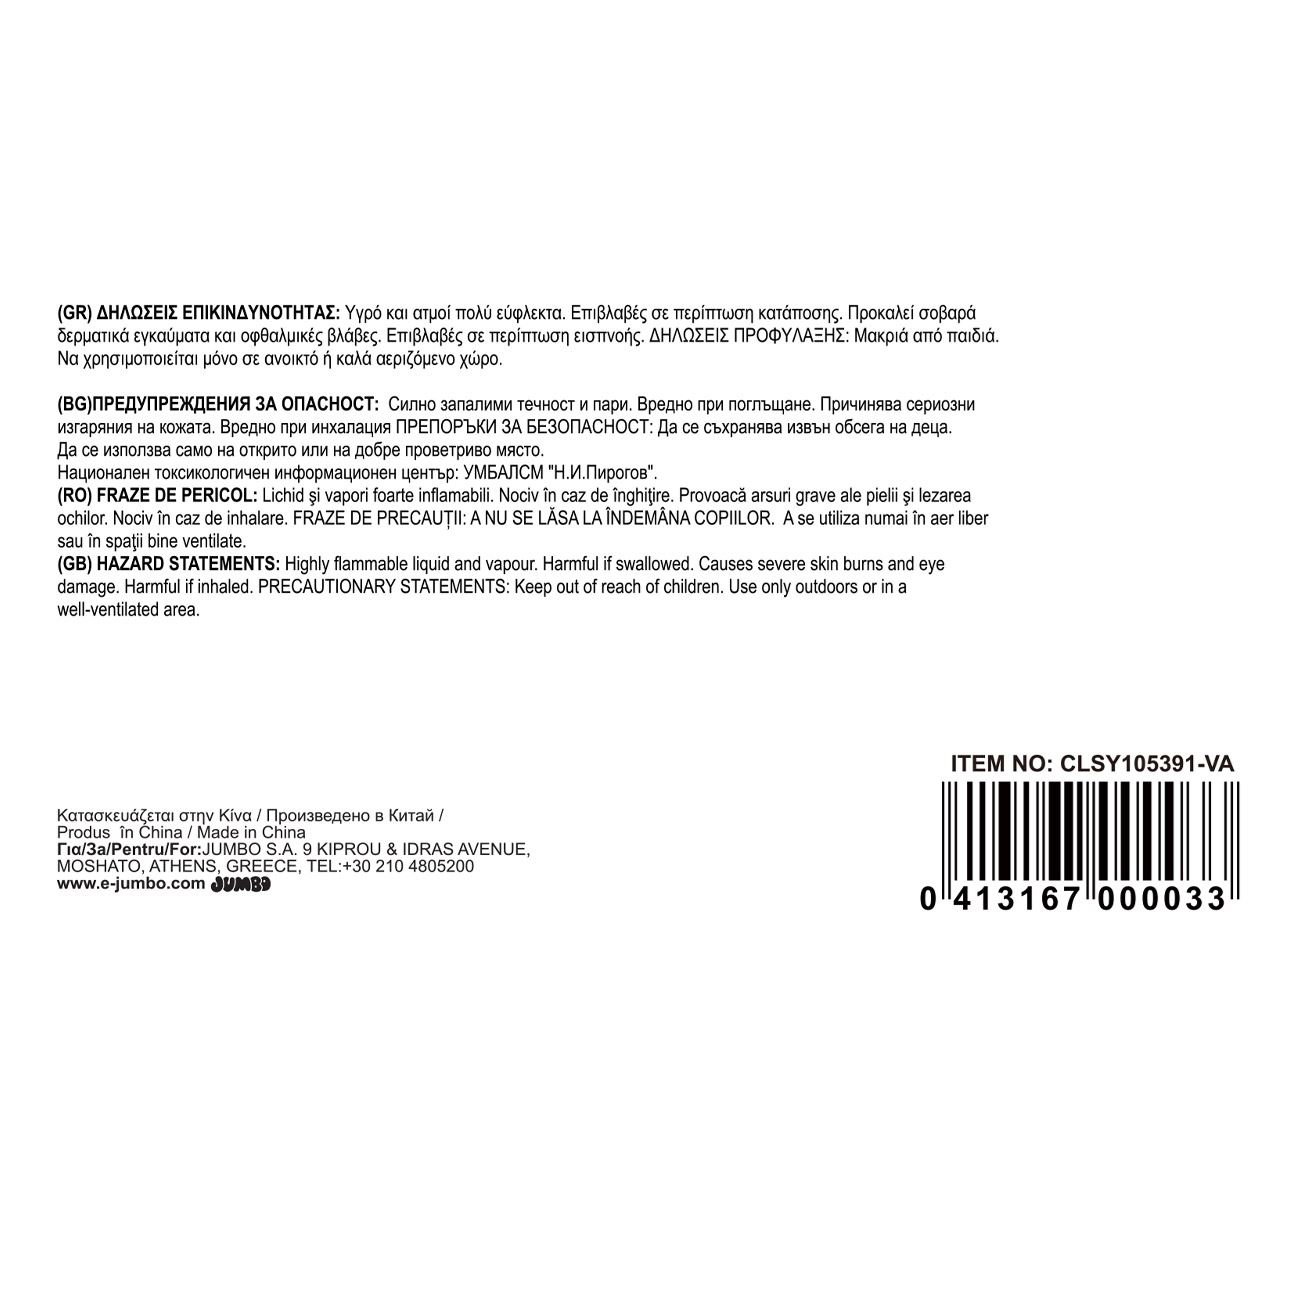 (GR) ΔΗΛΩΣΕΙΣ ΕΠΙΚΙΝΔΥΝΟΤΗΤΑΣ: Υγρό και ατμοί πολύ εύφλεκτα. Επιβλαβές σε περίπτωση κατάποσης. Προκαλεί σοβαρά
δερματικά εγκαύματα και οφθαλμικές βλάβες. Επιβλαβές σε περίπτωση εισπνοής. ΔΗΛΩΣΕΙΣ ΠΡΟΦΥΛΑΞΗΣ: Μακριά από παιδιά.
Να χρησιμοποιείται μόνο σε ανοικτό ή καλά αεριζόμενο χώρο.
(BG)ПРЕДУПРЕЖДЕНИЯ ЗА ОПАСНОСТ: Силно запалими течност и пари. Вредно при поглъщане. Причинява сериозни
изгаряния на кожата. Вредно при инхалация ПРЕПОРЪКИ ЗА БЕЗОПАСНОСТ: Да се съхранява извън обсега на деца.
Да се използва само на открито или на добре проветриво място.
Национален токсикологичен информационен център: УМБАЛСМ "Н.И.Пирогов".
(RO) FRAZE DE PERICOL: Lichid şi vapori foarte inflamabili. Nociv în caz de înghiţire. Provoacă arsuri grave ale pielii şi lezarea
ochilor. Nociv în caz de inhalare. FRAZE DE PRECAUȚII: A NU SE LĂSA LA ÎNDEMÂNA COPIILOR. A se utiliza numai în aer liber
sau în spaţii bine ventilate.
(GB) HAZARD STATEMENTS: Highly flammable liquid and vapour. Harmful if swallowed. Causes severe skin burns and eye
damage. Harmful if inhaled. PRECAUTIONARY STATEMENTS: Keep out of reach of children. Use only outdoors or in a
well-ventilated area.
ITEM NO: CLSY105391-VA
0 413167 000033
Κατασκευάζεται στην Κίνα / Произведено в Китай /
Produs în China / Made in China
Για/За/Pentru/For:JUMBO S.A. 9 KIPROU & IDRAS AVENUE,
MOSHATO, ATHENS, GREECE, TEL:+30 210 4805200
www.e-jumbo.com JUMBO